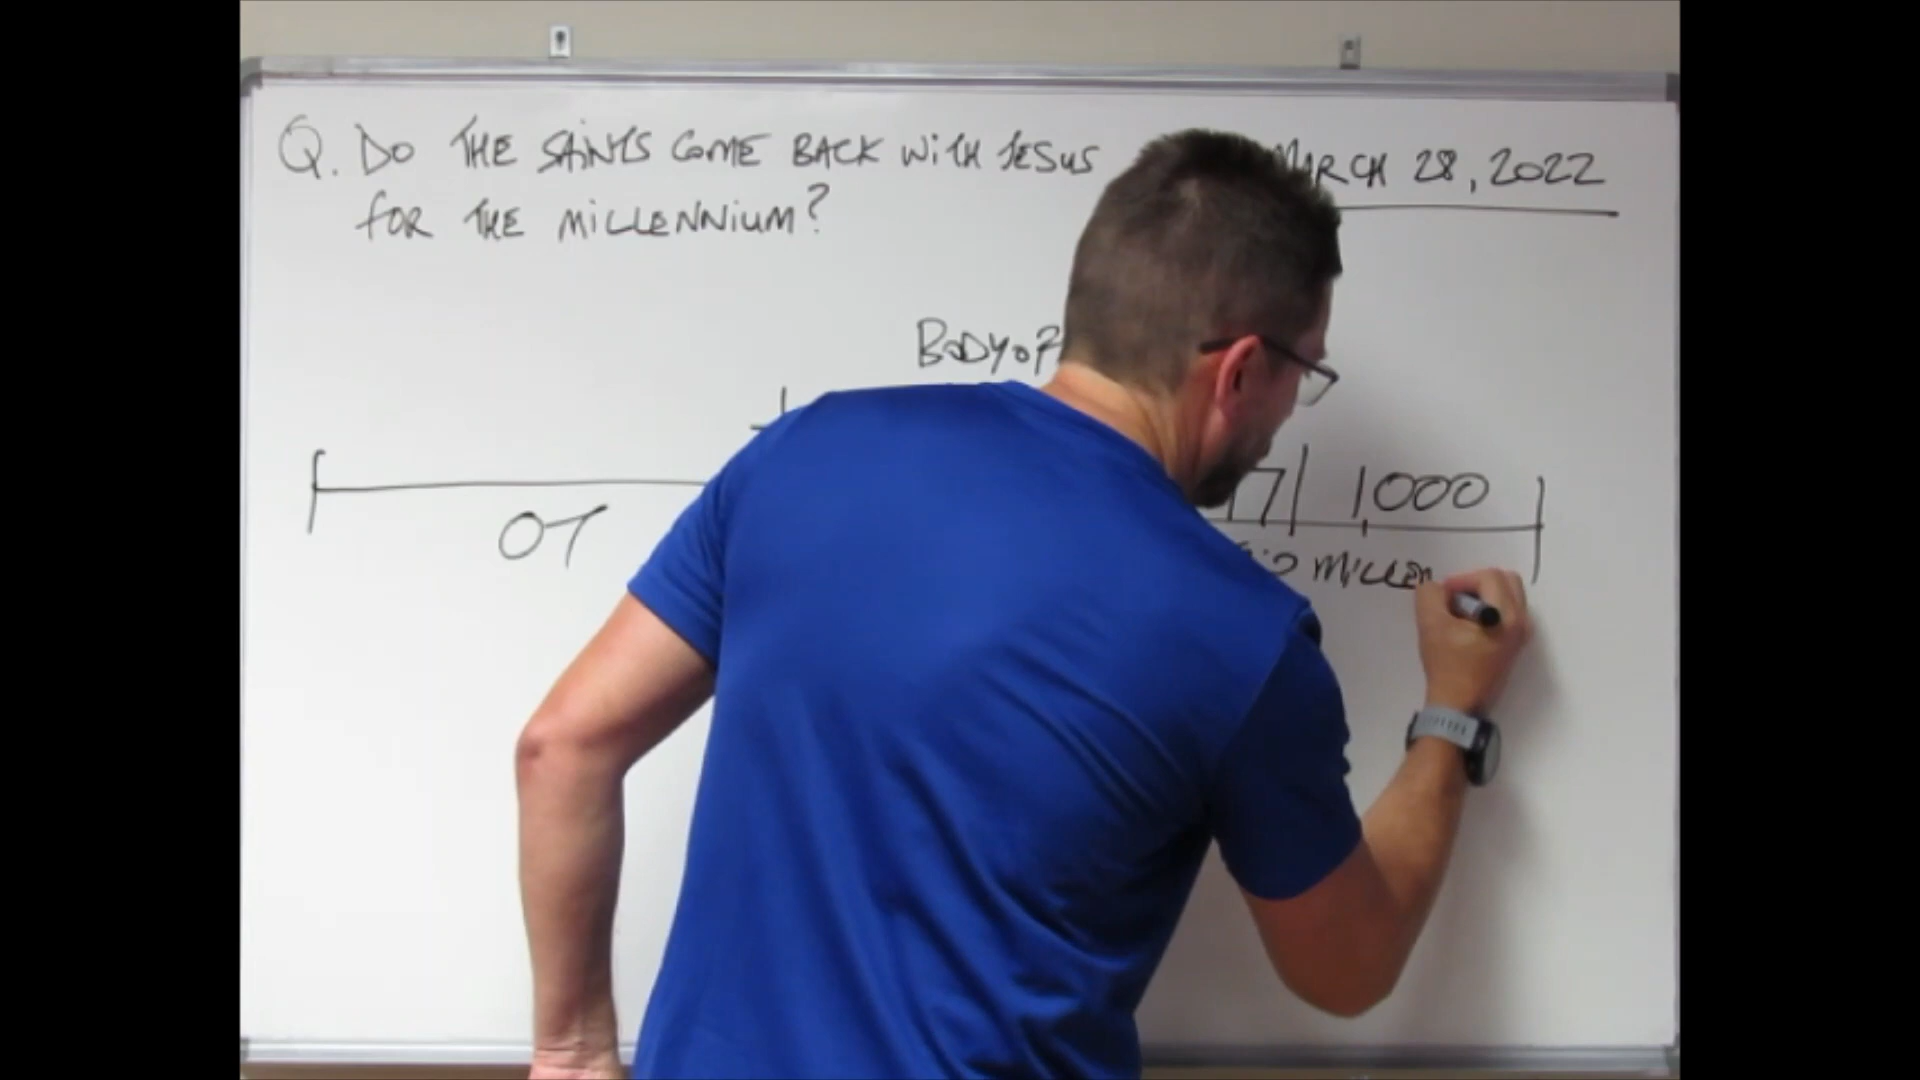 Q. DO THE SAINTS COME BACK WITH JESUS
FOR THE MILLENNIUM?
MARCH 28, 2022
BODY OF
OT
7 1,000
MILLEN